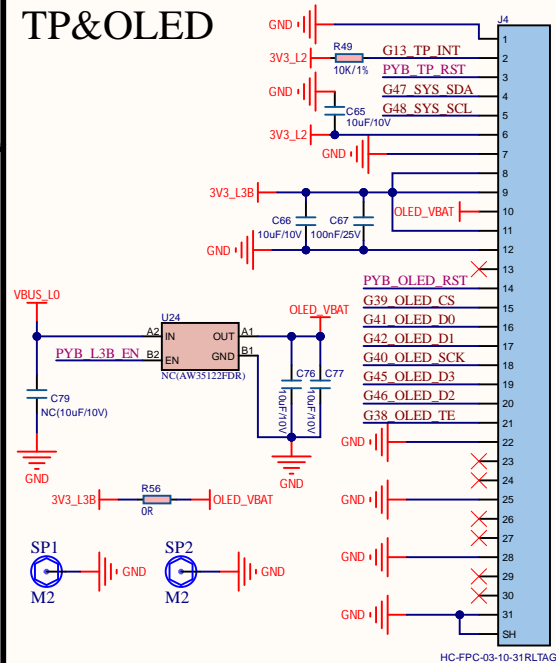 TP&OLED
J4
GND
1
3V3_L2
R49
10K/1%
G13_TP_INT
2
PYB_TP_RST
3
GND
G47_SYS_SDA
4
C65
10uF/10V
G48_SYS_SCL
5
3V3_L2
6
GND
7
8
3V3_L3B
9
OLED_VBAT
10
C66
10uF/10V
C67
100nF/25V
11
GND
12
13
PYB_OLED_RST
14
G39_OLED_CS
15
G41_OLED_D0
16
G42_OLED_D1
17
G40_OLED_SCK
18
G45_OLED_D3
19
G46_OLED_D2
20
G38_OLED_TE
21
GND
22
23
24
GND
25
26
27
GND
28
29
30
GND
31
SH
HC-FPC-03-10-31RLTAG
VBUS_L0
U24
OLED_VBAT
A2 IN
OUT A1
PYB_L3B_EN
B2 EN
GND B1
NC(AW35122FDR)
C79
NC(10uF/10V)
C76
10uF/10V
C77
10uF/10V
GND
GND
3V3_L3B
R56
0R
OLED_VBAT
SP1
M2
GND
SP2
M2
GND